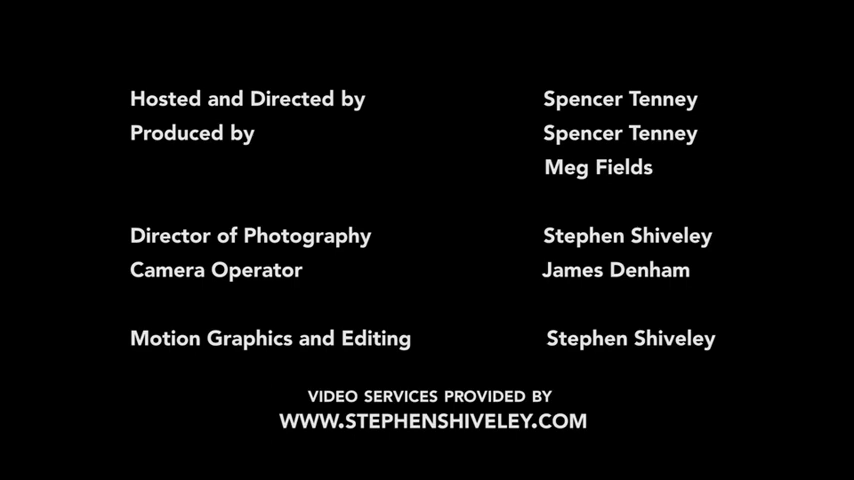 Hosted and Directed by Spencer Tenney
Produced by Spencer Tenney
Meg Fields
Director of Photography Stephen Shiveley
Camera Operator James Denham
Motion Graphics and Editing Stephen Shiveley
VIDEO SERVICES PROVIDED BY
WWW.STEPHENSHIVELEY.COM